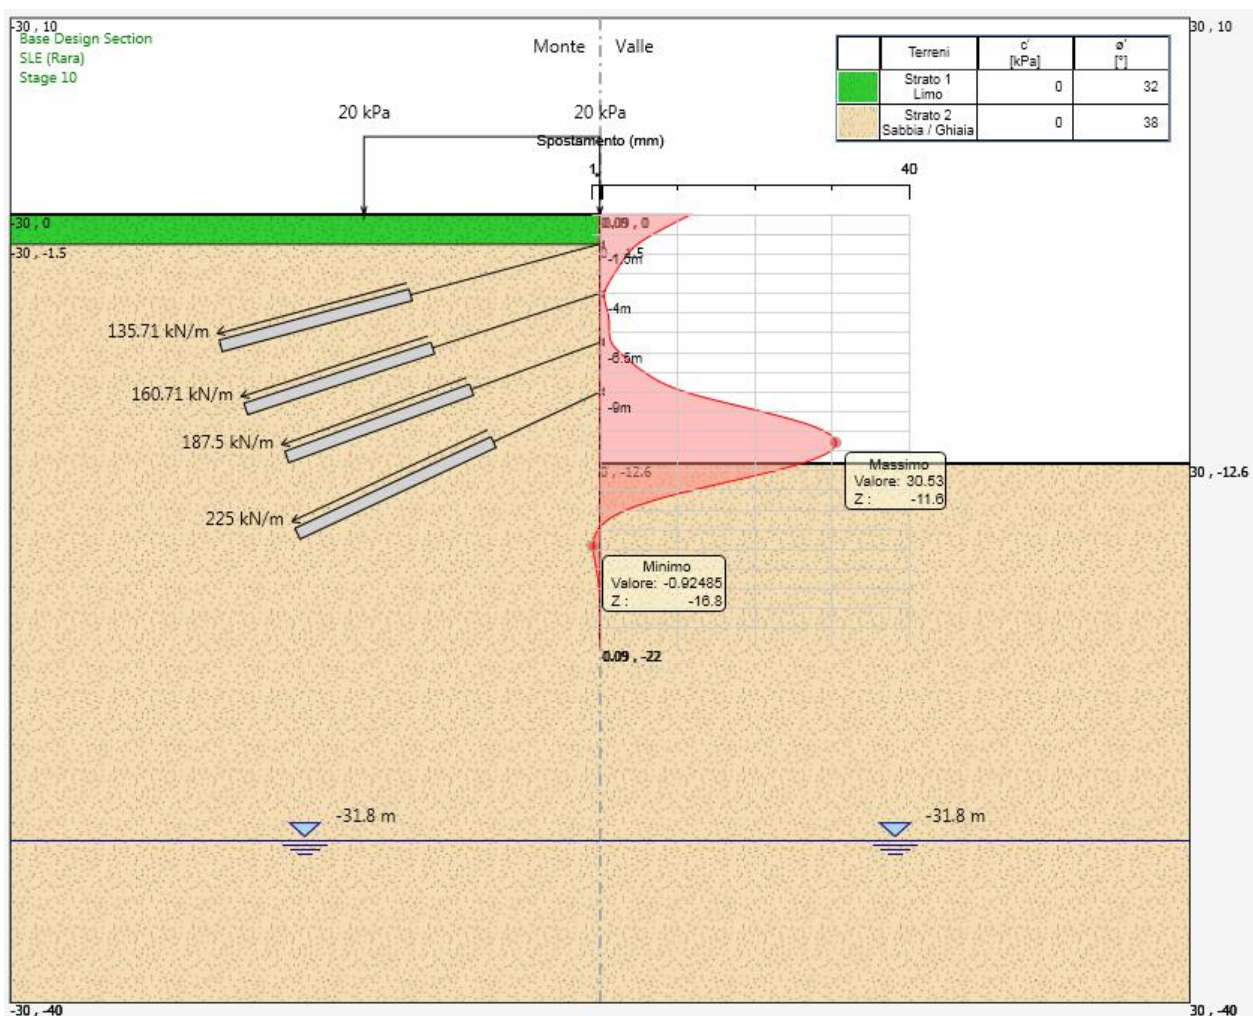 -30 , 10
30 , 10
Base Design Section
SLE (Rara)
Stage 10
Monte
Valle
Terreni
c' [kPa]
ø' [°]
Strato 1
Limo
0
32
Strato 2
Sabbia / Ghiaia
0
38
20 kPa
20 kPa
Spostamento (mm)
1,
40
-30 , 0
0.09 , 0
-30 , -1.5
-1.5m
-4m
135.71 kN/m
-6.5m
160.71 kN/m
-9m
187.5 kN/m
225 kN/m
0 , -12.6
30 , -12.6
Massimo
Valore: 30.53
Z : -11.6
Minimo
Valore: -0.92485
Z : -16.8
0.09 , -22
-31.8 m
-31.8 m
-30 , -40
30 , -40